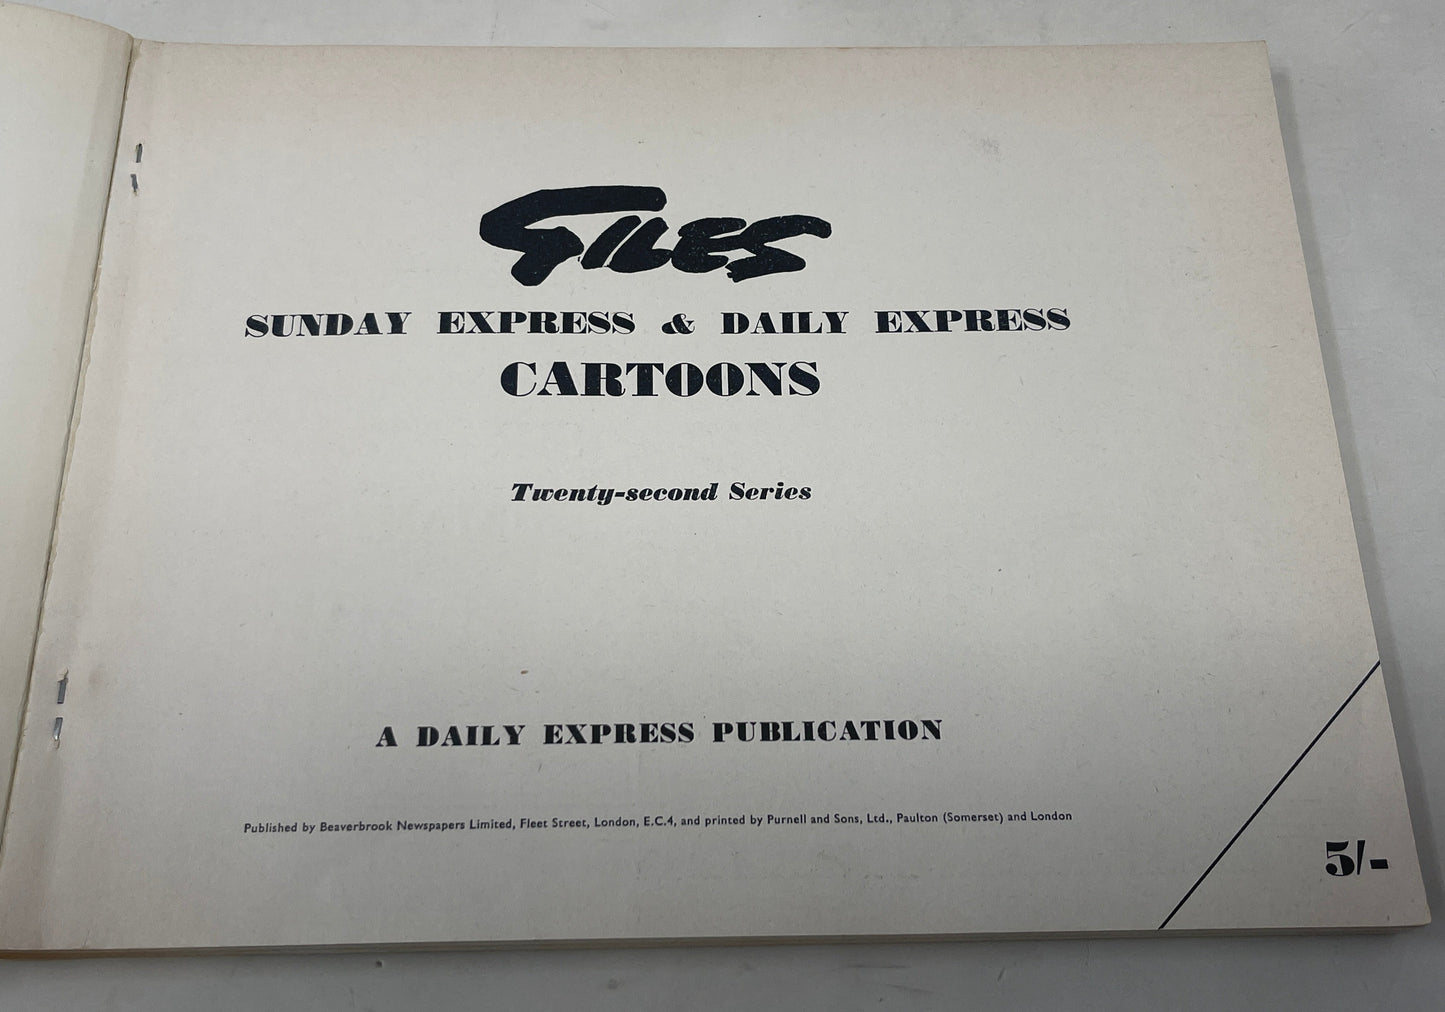 GILES
SUNDAY EXPRESS & DAILY EXPRESS
CARTOONS
Twenty-second Series
A DAILY EXPRESS PUBLICATION
Published by Beaverbrook Newspapers Limited, Fleet Street, London, E.C.4, and printed by Purnell and Sons, Ltd., Paulton (Somerset) and London
5/-